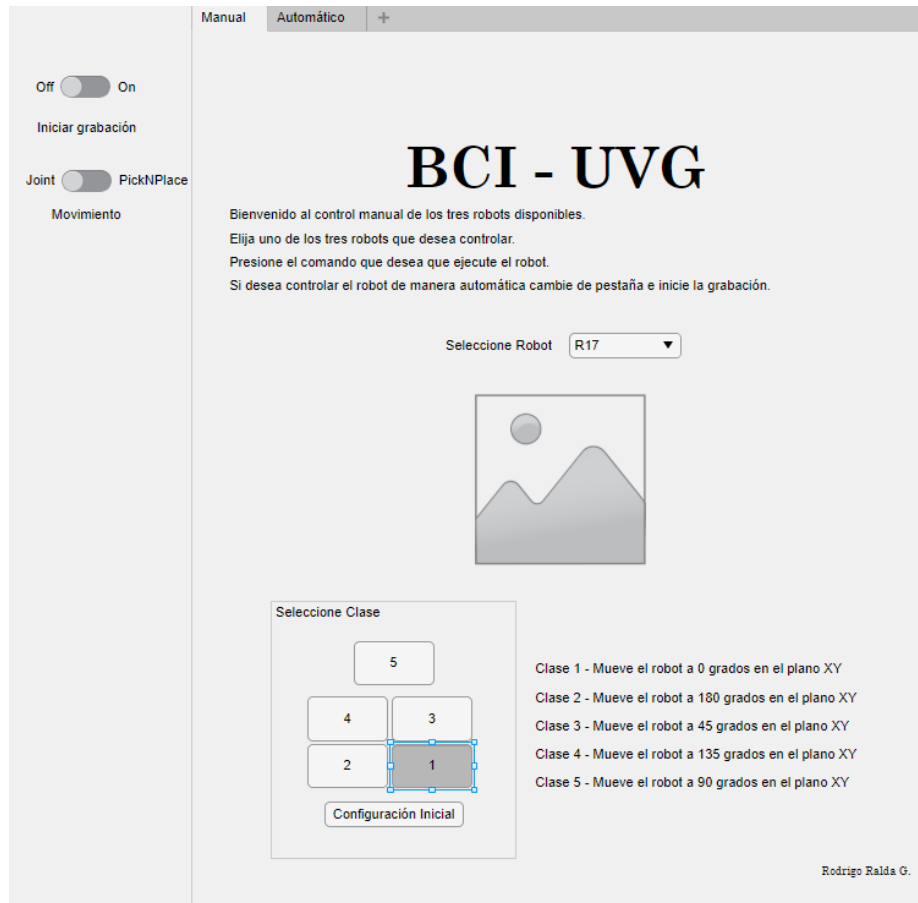 Manual Automático +
Off On
Iniciar grabación
Joint PickNPlace
Movimiento
BCI - UVG
Bienvenido al control manual de los tres robots disponibles.
Elija uno de los tres robots que desea controlar.
Presione el comando que desea que ejecute el robot.
Si desea controlar el robot de manera automática cambie de pestaña e inicie la grabación.
Seleccione Robot R17
Seleccione Clase
5
4 3
2 1
Configuración Inicial
Clase 1 - Mueve el robot a 0 grados en el plano XY
Clase 2 - Mueve el robot a 180 grados en el plano XY
Clase 3 - Mueve el robot a 45 grados en el plano XY
Clase 4 - Mueve el robot a 135 grados en el plano XY
Clase 5 - Mueve el robot a 90 grados en el plano XY
Rodrigo Ralda G.